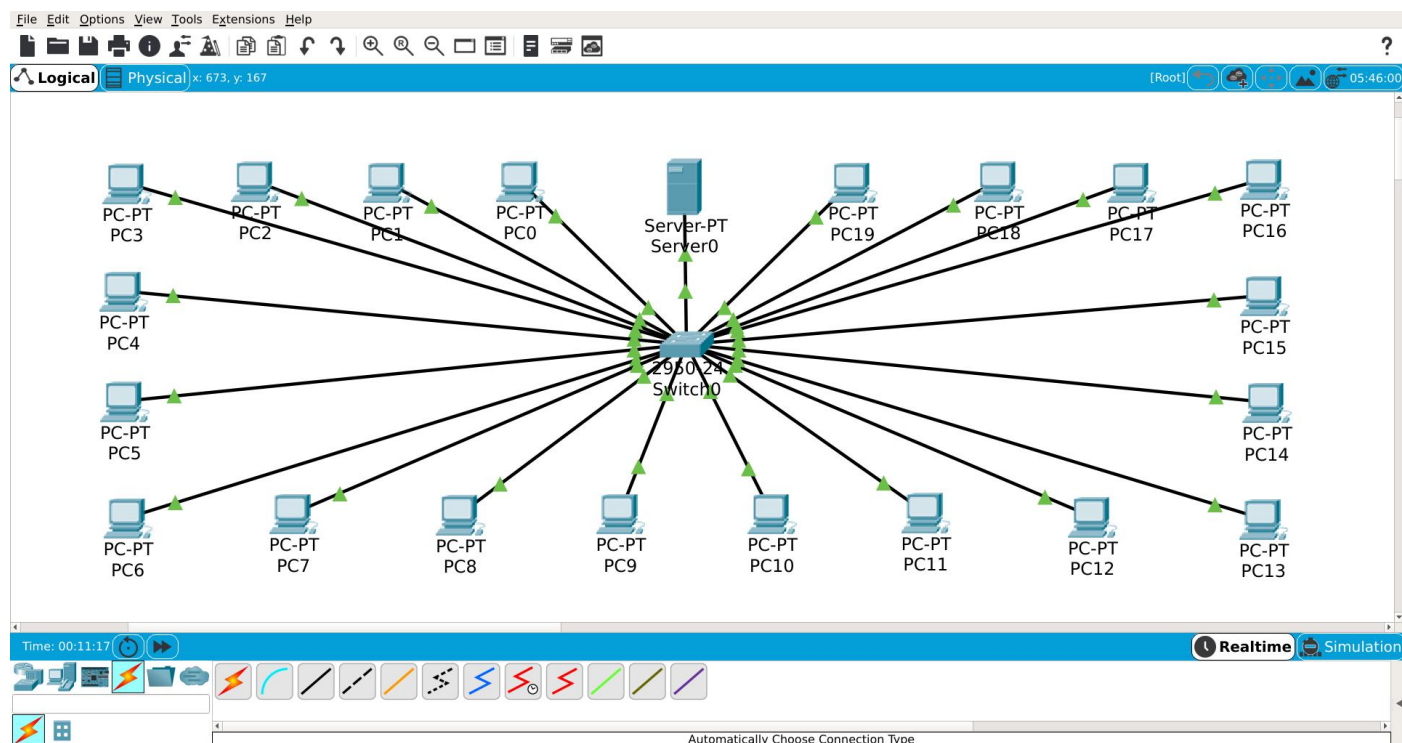 File Edit Options View Tools Extensions Help
?
Logical Physical x: 673, y: 167 [Root] 05:46:00
PC-PT
PC3
PC-PT
PC2
PC-PT
PC1
PC-PT
PC0
Server-PT
Server0
PC-PT
PC19
PC-PT
PC18
PC-PT
PC17
PC-PT
PC16
PC-PT
PC4
PC-PT
PC15
2950-24
Switch0
PC-PT
PC5
PC-PT
PC14
PC-PT
PC6
PC-PT
PC7
PC-PT
PC8
PC-PT
PC9
PC-PT
PC10
PC-PT
PC11
PC-PT
PC12
PC-PT
PC13
Time: 00:11:17 Realtime Simulation
Automatically Choose Connection Type